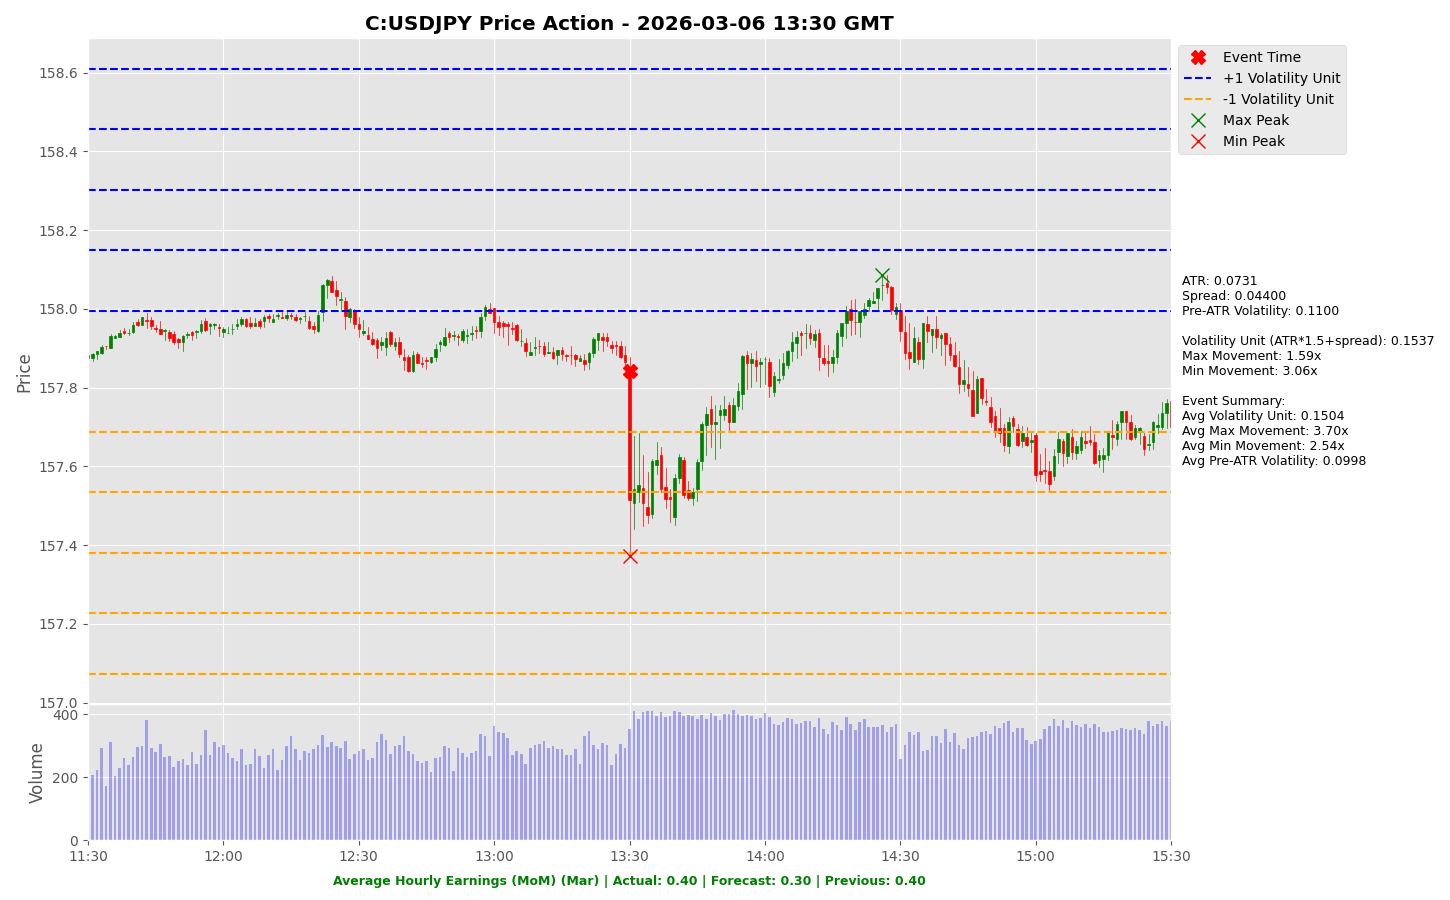 C:USDJPY Price Action - 2026-03-06 13:30 GMT
Event Time
+1 Volatility Unit
-1 Volatility Unit
Max Peak
Min Peak
Price
158.6
158.4
158.2
158.0
157.8
157.6
157.4
157.2
157.0
ATR: 0.0731
Spread: 0.04400
Pre-ATR Volatility: 0.1100
Volatility Unit (ATR*1.5+spread): 0.1537
Max Movement: 1.59x
Min Movement: 3.06x
Event Summary:
Avg Volatility Unit: 0.1504
Avg Max Movement: 3.70x
Avg Min Movement: 2.54x
Avg Pre-ATR Volatility: 0.0998
Volume
400
200
0
11:30 12:00 12:30 13:00 13:30 14:00 14:30 15:00 15:30
Average Hourly Earnings (MoM) (Mar) | Actual: 0.40 | Forecast: 0.30 | Previous: 0.40